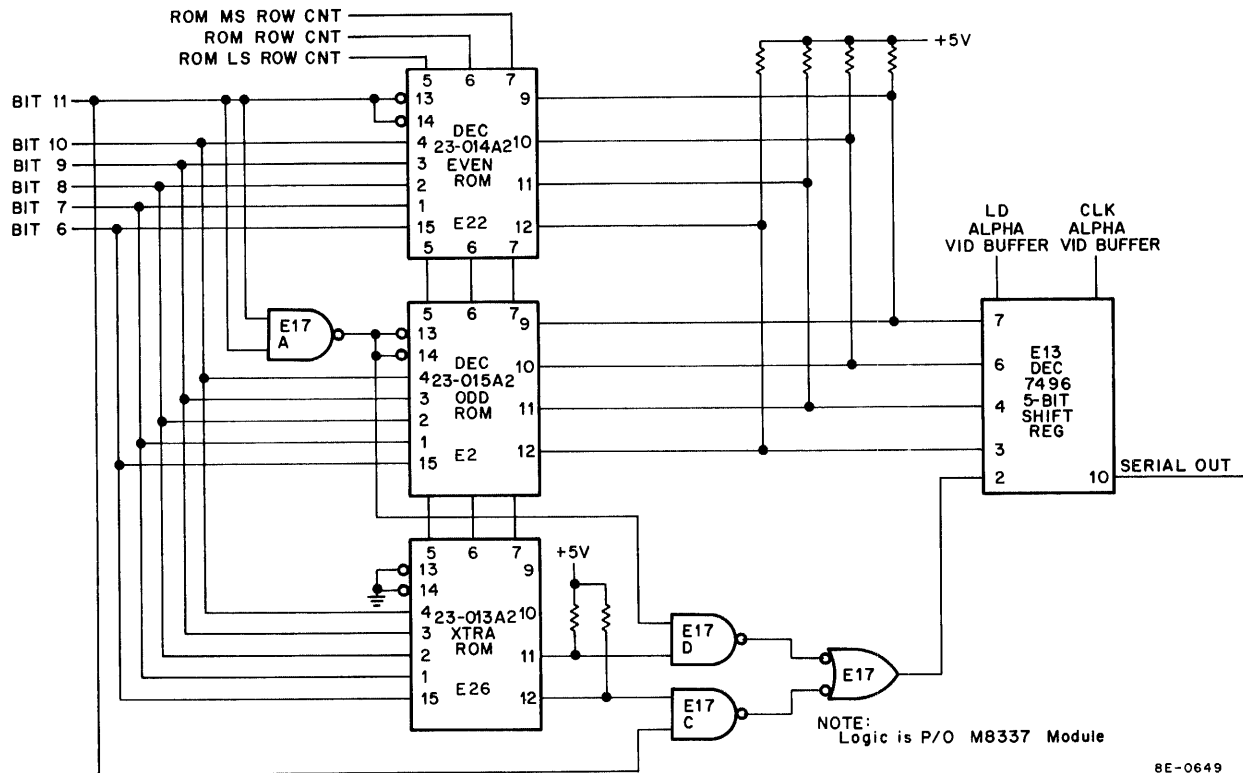 ROM MS ROW CNT
ROM ROW CNT
ROM LS ROW CNT
+5V
5 6 7
BIT 11
13
9
14
DEC
BIT 10
4
23-014A2
10
BIT 9
3
EVEN
BIT 8
2
ROM
11
BIT 7
1
BIT 6
15
E22
12
5 6 7
LD
ALPHA
VID BUFFER
CLK
ALPHA
VID BUFFER
5 6 7
E17
A
13
9
14
DEC
10
4
23-015A2
3
ODD
11
2
ROM
1
12
15
E2
7
E13
6
DEC
7496
4
5-BIT
SHIFT
3
REG
2
10
SERIAL OUT
5 6 7
+5V
13
9
14
4
23-013A2
10
3
XTRA
2
ROM
11
1
15
E26
12
E17
D
E17
C
E17
NOTE:
Logic is P/O M8337 Module
8E-0649